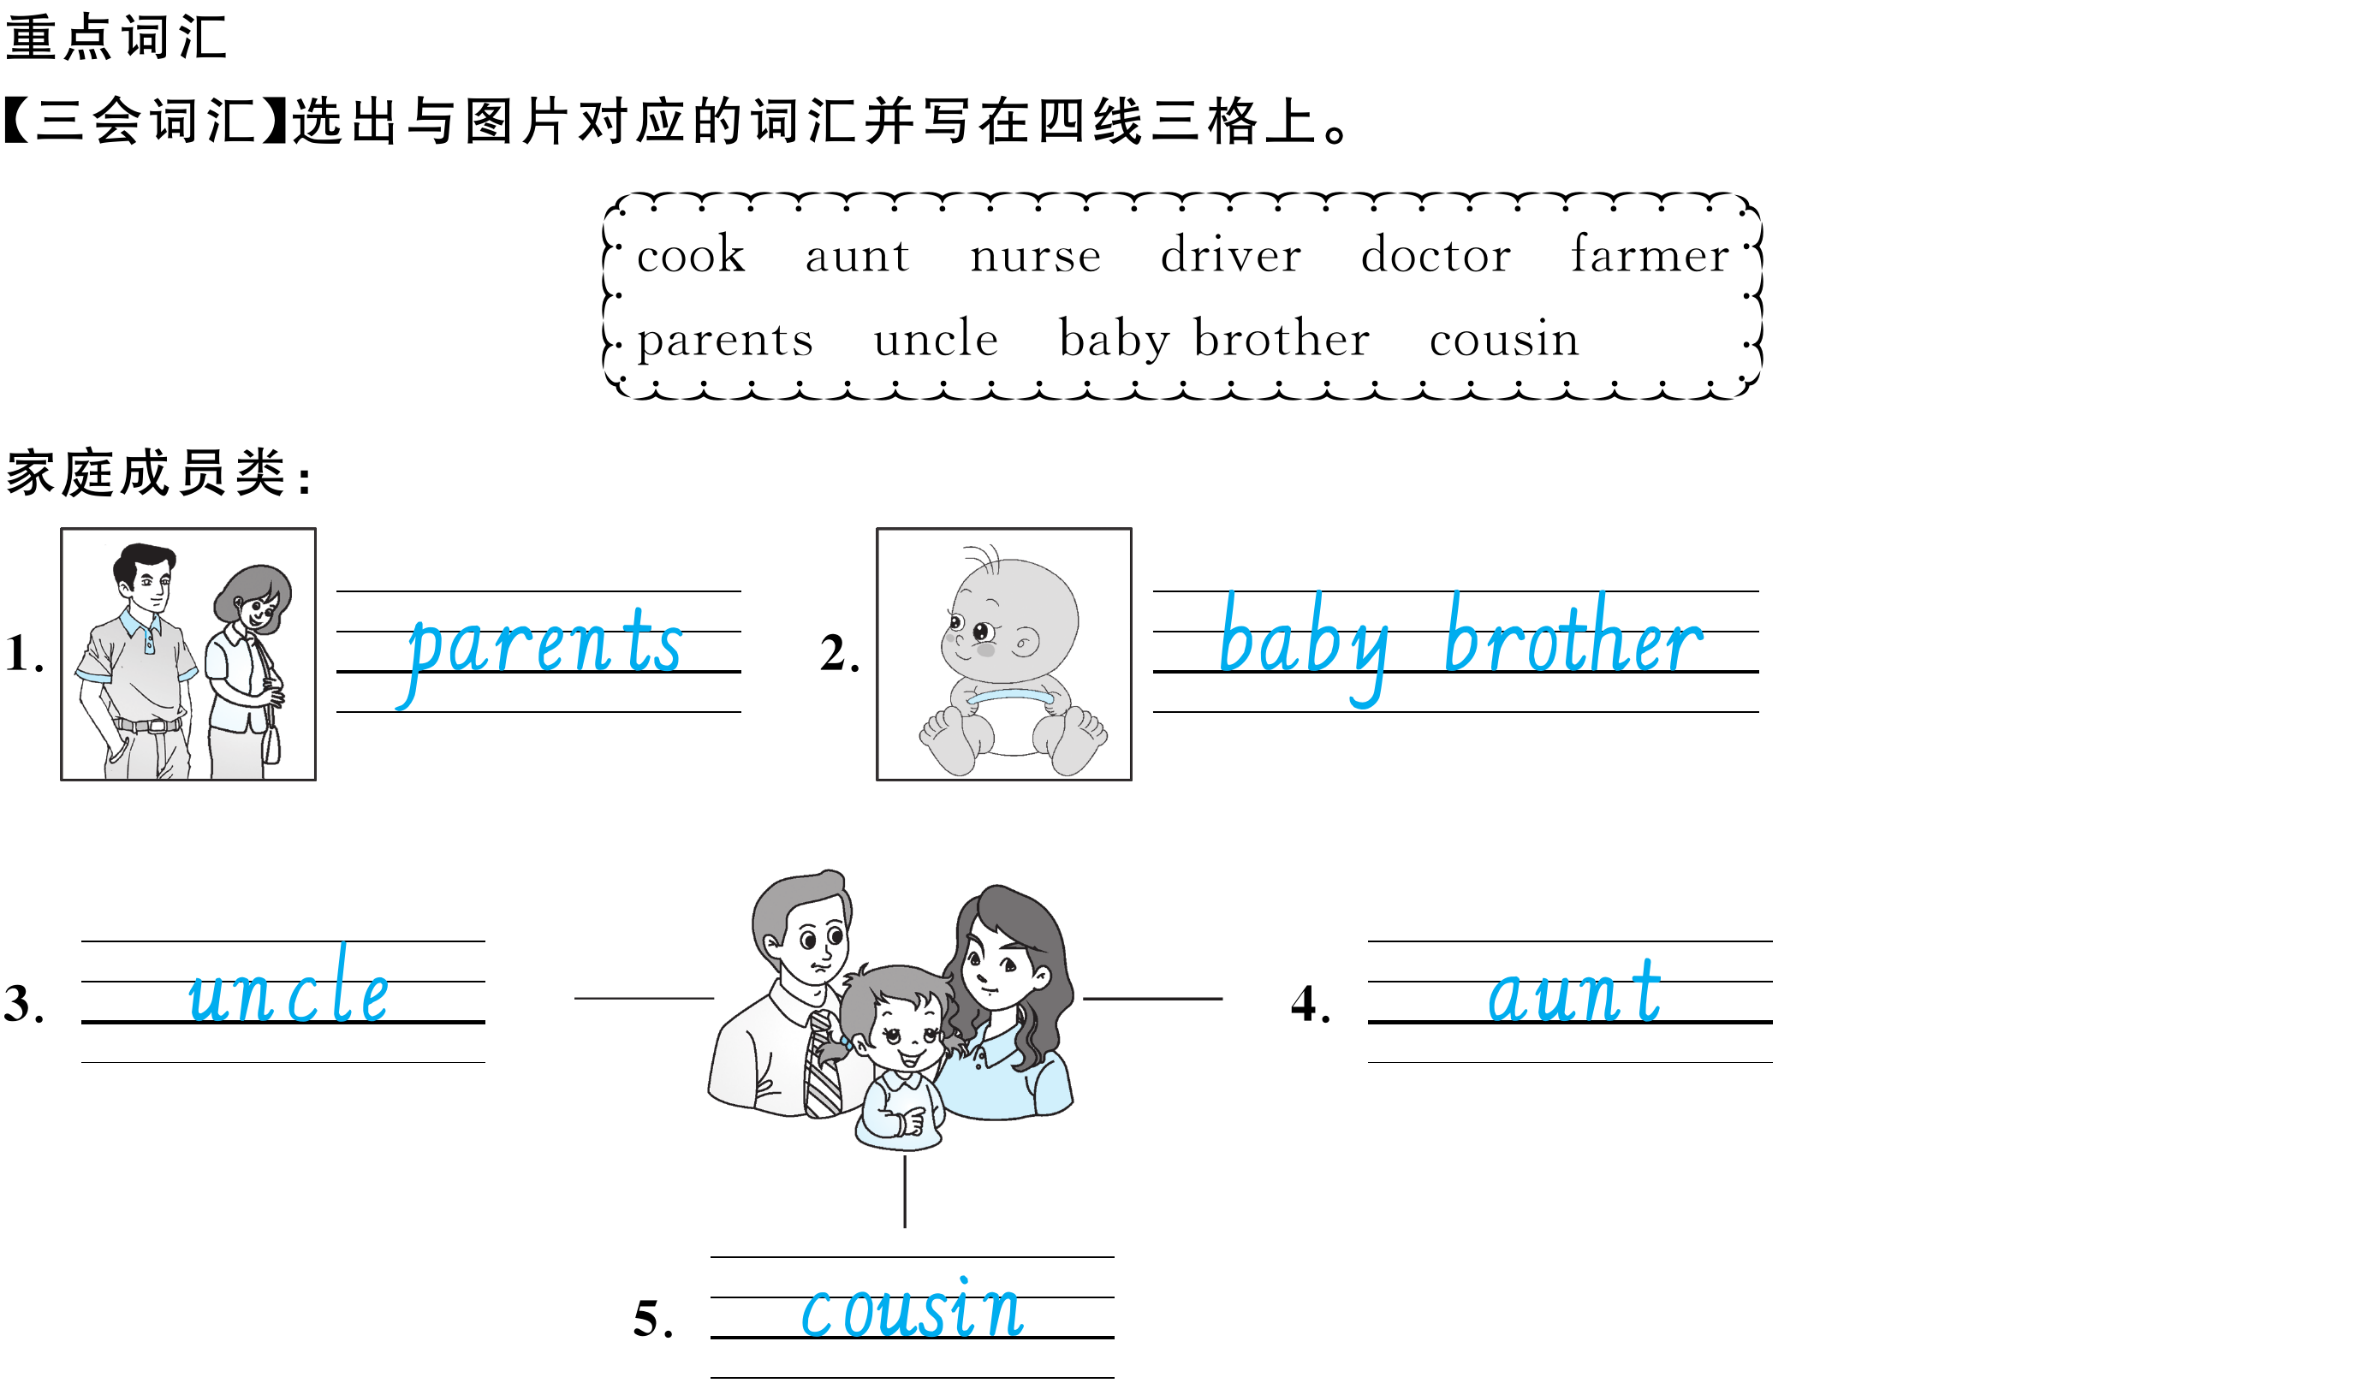 重点词汇
【三会词汇】选出与图片对应的词汇并写在四线三格上。
cook aunt nurse driver doctor farmer
parents uncle baby brother cousin
家庭成员类:
1. parents 2. baby brother
3. uncle 4. aunt
5. cousin